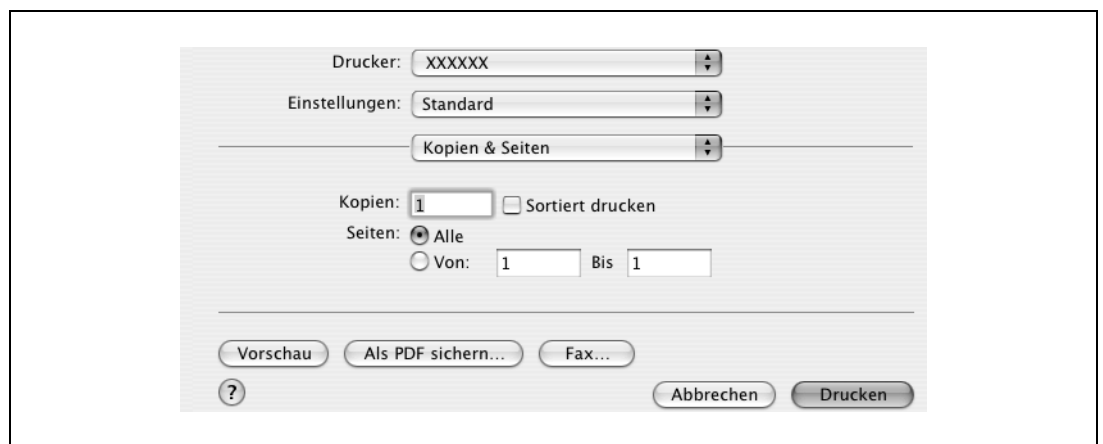 Drucker: XXXXXX
Einstellungen: Standard
Kopien & Seiten
Kopien: 1 Sortiert drucken
Seiten: Alle
Von: 1 Bis 1
Vorschau Als PDF sichern... Fax...
? Abbrechen Drucken